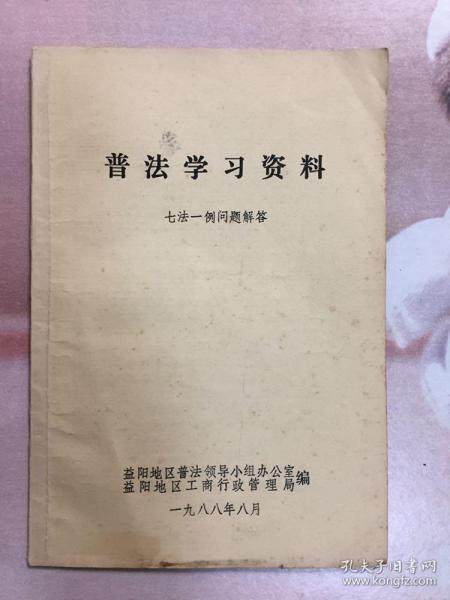 普法学习资料
七法一例问题解答
益阳地区普法领导小组办公室
益阳地区工商行政管理局
编
一九八八年八月
孔夫子旧书网
www.kongfz.com